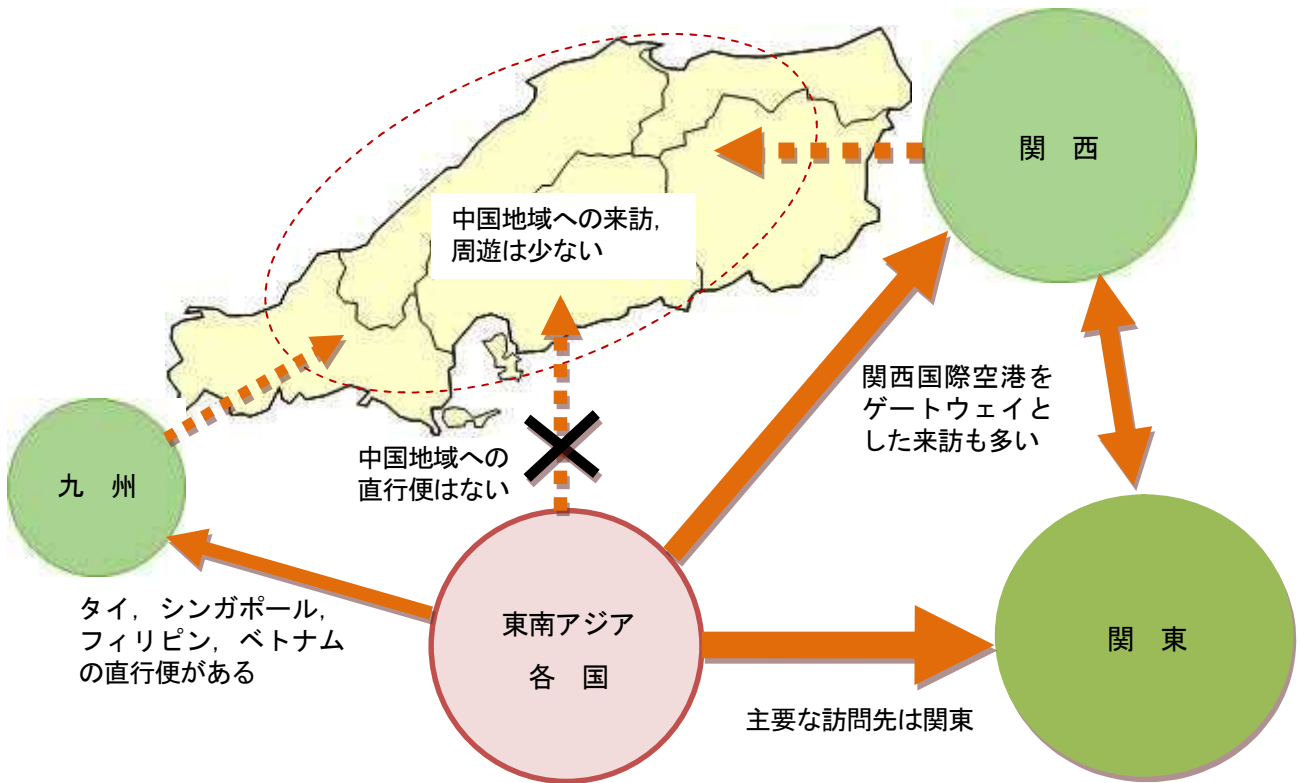 関　西
中国地域への来訪，
周遊は少ない
関西国際空港を
ゲートウェイと
した来訪も多い
中国地域への
直行便はない
九　州
タイ，シンガポール，
フィリピン，ベトナム
の直行便がある
東南アジア
各　国
関　東
主要な訪問先は関東